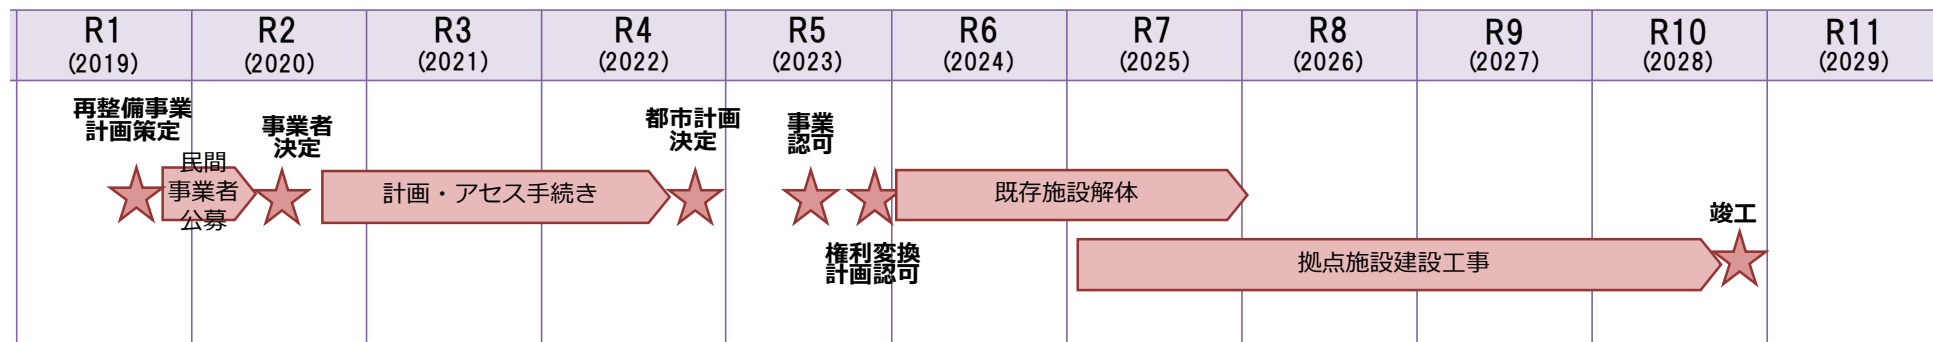 R1
(2019)
R2
(2020)
R3
(2021)
R4
(2022)
R5
(2023)
R6
(2024)
R7
(2025)
R8
(2026)
R9
(2027)
R10
(2028)
R11
(2029)
再整備事業
計画策定
民間
事業者
公募
事業者
決定
計画・アセス手続き
都市計画
決定
事業
認可
権利変換
計画認可
既存施設解体
拠点施設建設工事
竣工